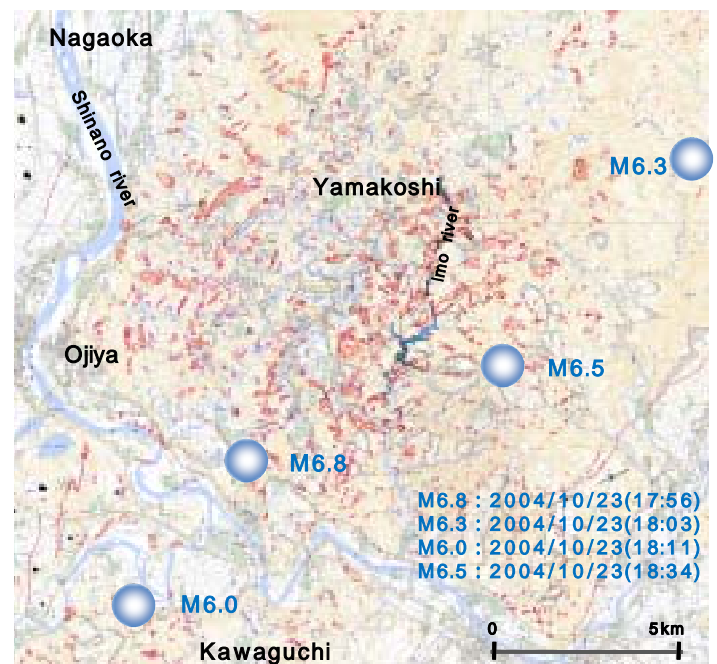 Nagaoka
Shinano river
M6.3
Yamakoshi
Imo river
Ojiya
M6.5
M6.8
M6.8 : 2004/10/23(17:56)
M6.3 : 2004/10/23(18:03)
M6.0 : 2004/10/23(18:11)
M6.5 : 2004/10/23(18:34)
M6.0
0 5km
Kawaguchi